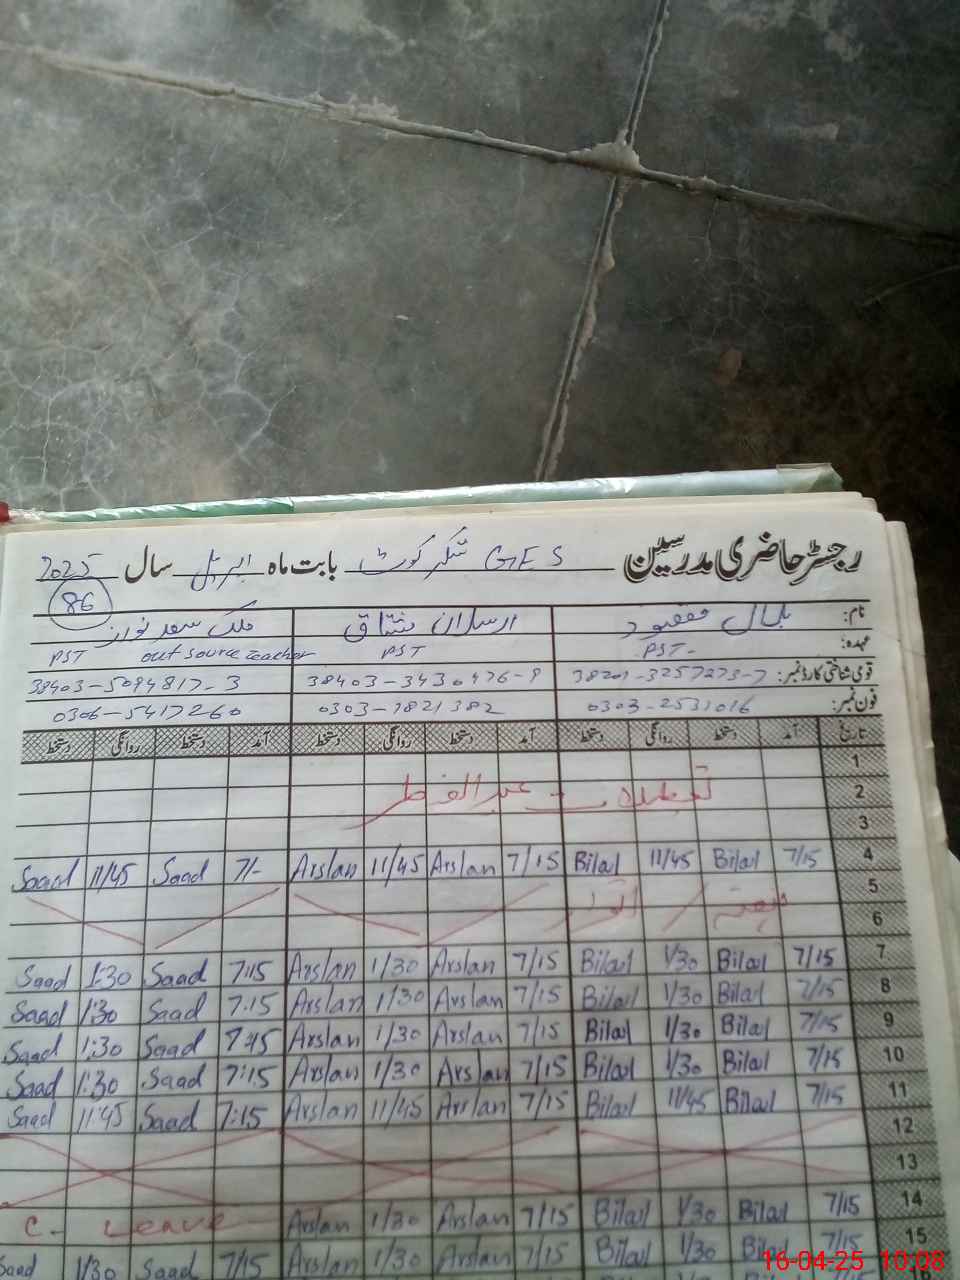 رجسٹر حاضری مدرسین GES شکر کوٹ بابت ماہ اپریل سال 2025
86
نام: بلال مقصود ارسلان مشتاق ملک سعد نواز
عہدہ: PST- PST PST out source teacher
قومی شناختی کارڈ نمبر: 38201-3257273-7 38403-3430476-9 38403-5094817-3
فون نمبر: 0303-2531016 0303-7821382 0306-5417260
تاریخ آمد دستخط روانگی دستخط آمد دستخط روانگی دستخط آمد دستخط روانگی دستخط
1
2 تعطیلات عید الفطر
3
4 7/15 Bilal 11/45 Bilal 7/15 Arslan 11/45 Arslan 7/- Saad 11/45 Saad
5 ہفتہ / اتوار
6
7 7/15 Bilal 1/30 Bilal 7/15 Arslan 1/30 Arslan 7:15 Saad 1:30 Saad
8 7/15 Bilal 1/30 Bilal 7/15 Arslan 1/30 Arslan 7:15 Saad 1:30 Saad
9 7/15 Bilal 1/30 Bilal 7/15 Arslan 1/30 Arslan 7:15 Saad 1:30 Saad
10 7/15 Bilal 1/30 Bilal 7/15 Arslan 1/30 Arslan 7:15 Saad 1:30 Saad
11 7/15 Bilal 11/45 Bilal 7/15 Arslan 11/45 Arslan 7:15 Saad 11:45 Saad
12
13
14 7/15 Bilal 1/30 Bilal 7/15 Arslan 1/30 Arslan C- Leave
15 7/15 Bilal 1/30 Bilal 7/15 Arslan 1/30 Arslan 7/15 Saad 1/30 Saad
16-04-25 10:08